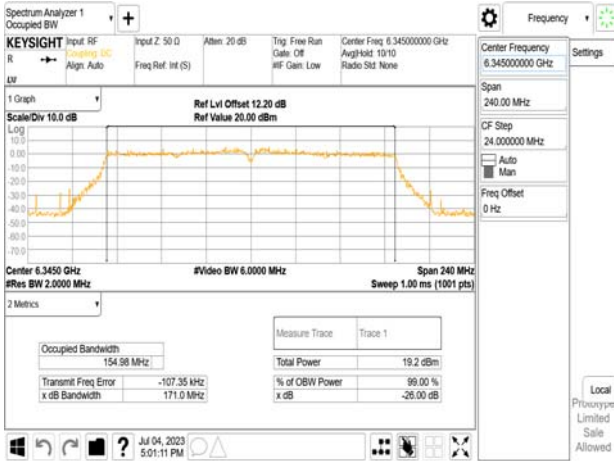 Spectrum Analyzer 1
Occupied BW
KEYSIGHT
R
LXI
Input: RF
Coupling: DC
Align: Auto
Input Z: 50 Ω
Freq Ref: Int (S)
Atten: 20 dB
Trig: Free Run
Gate: Off
#IF Gain: Low
Center Freq: 6.345000000 GHz
Avg|Hold: 10/10
Radio Std: None
1 Graph
Scale/Div 10.0 dB
Ref Lvl Offset 12.20 dB
Ref Value 20.00 dBm
Log
10.0
0.00
-10.0
-20.0
-30.0
-40.0
-50.0
-60.0
-70.0
Center 6.3450 GHz
#Res BW 2.0000 MHz
#Video BW 6.0000 MHz
Span 240 MHz
Sweep 1.00 ms (1001 pts)
2 Metrics
Occupied Bandwidth
154.98 MHz
Transmit Freq Error -107.35 kHz
x dB Bandwidth 171.0 MHz
Measure Trace Trace 1
Total Power 19.2 dBm
% of OBW Power 99.00 %
x dB -26.00 dB
?
Jul 04, 2023
5:01:11 PM
Frequency
Center Frequency
6.345000000 GHz
Span
240.00 MHz
CF Step
24.000000 MHz
Auto
Man
Freq Offset
0 Hz
Settings
Local
Prototype
Limited
Sale
Allowed